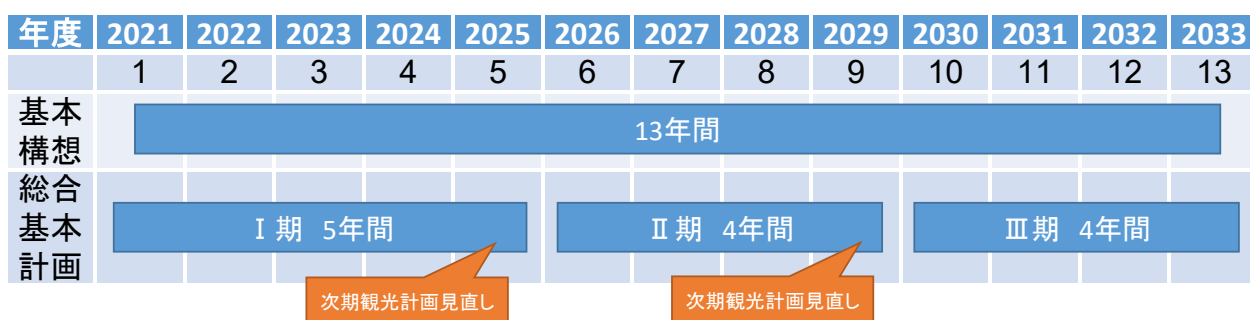 年度 2021 2022 2023 2024 2025 2026 2027 2028 2029 2030 2031 2032 2033
1 2 3 4 5 6 7 8 9 10 11 12 13
基本
構想
13年間
総合
基本
計画
Ⅰ期 5年間 Ⅱ期 4年間 Ⅲ期 4年間
次期観光計画見直し 次期観光計画見直し